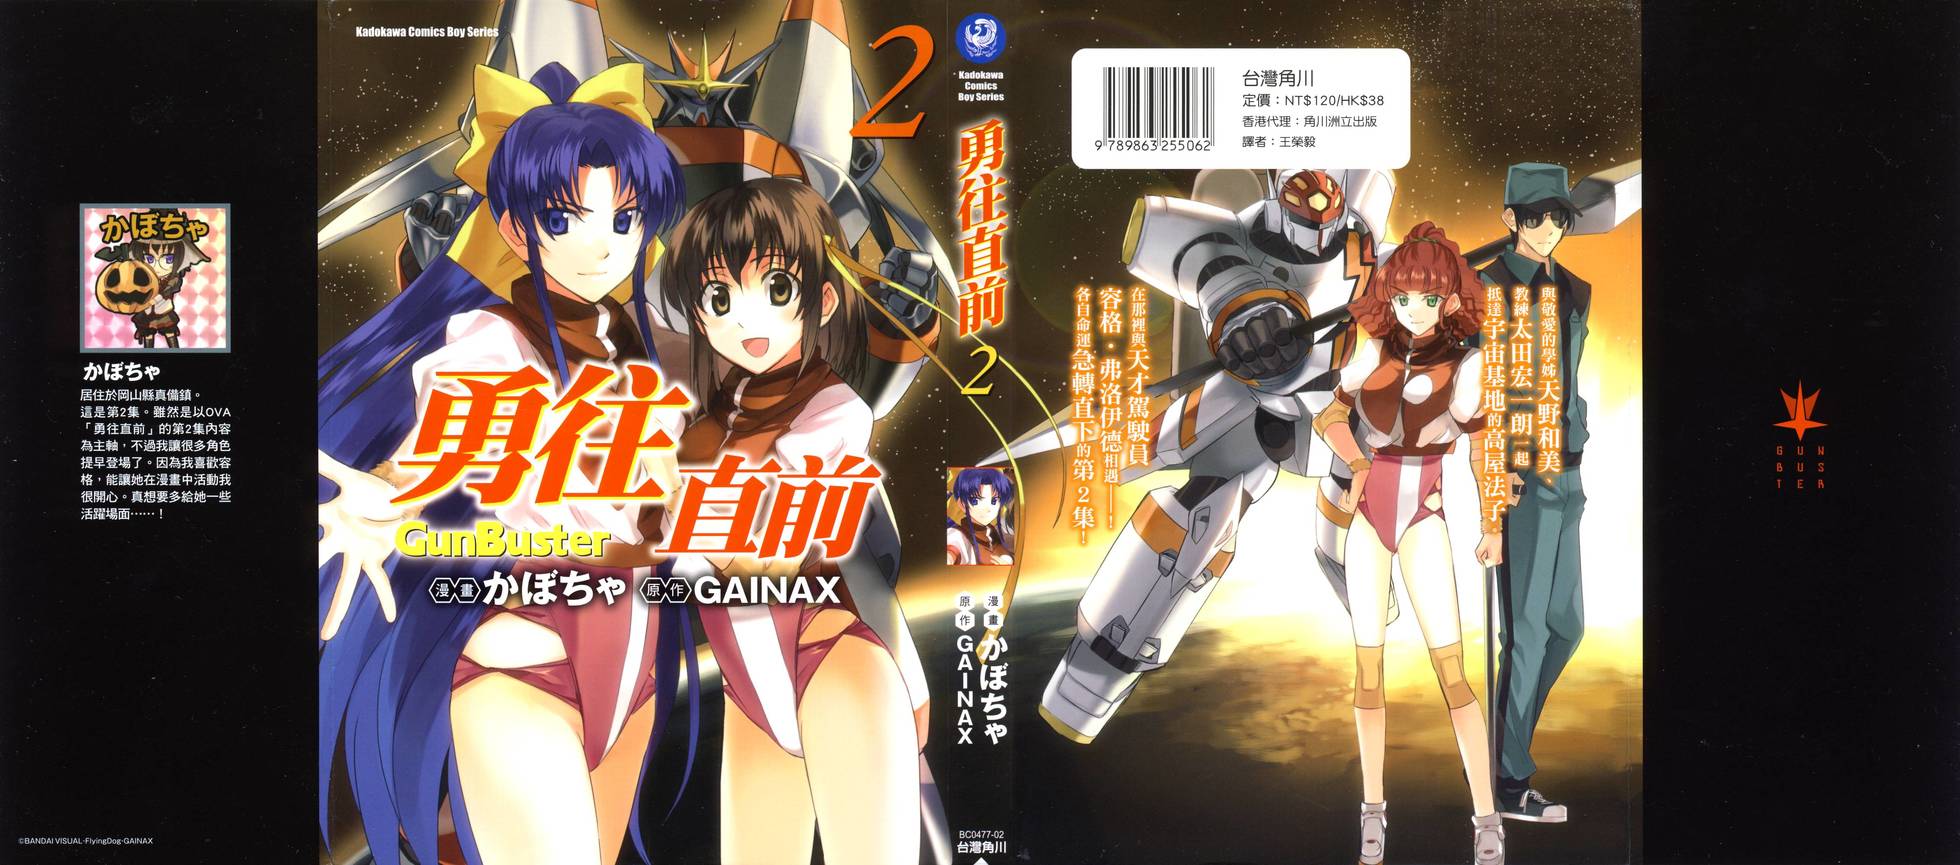 かぼちゃ
かぼちゃ
居住於岡山縣真備鎮。
這是第2集。雖然是以OVA
「勇往直前」的第2集內容
為主軸，不過我讓很多角色
提早登場了。因為我喜歡容
格，能讓她在漫畫中活動我
很開心。真想要多給她一些
活躍場面……！
©BANDAI VISUAL·FlyingDog·GAINAX
Kadokawa Comics Boy Series
2
勇往
直前
GunBuster
漫畫 かぼちゃ 原作 GAINAX
Kadokawa
Comics
Boy Series
勇往直前
2
漫畫 かぼちゃ
原作 GAINAX
BC0477-02
台灣角川
9 789863 255062
台灣角川
定價：NT$120/HK$38
香港代理：角川洲立出版
譯者：王榮毅
與敬愛的學姊天野和美、
教練太田宏一朗一起
抵達宇宙基地的高屋法子。
在那裡與天才駕駛員
容格·弗洛伊德相遇——！
各自命運急轉直下的第2集！
GUN
BUS
TER